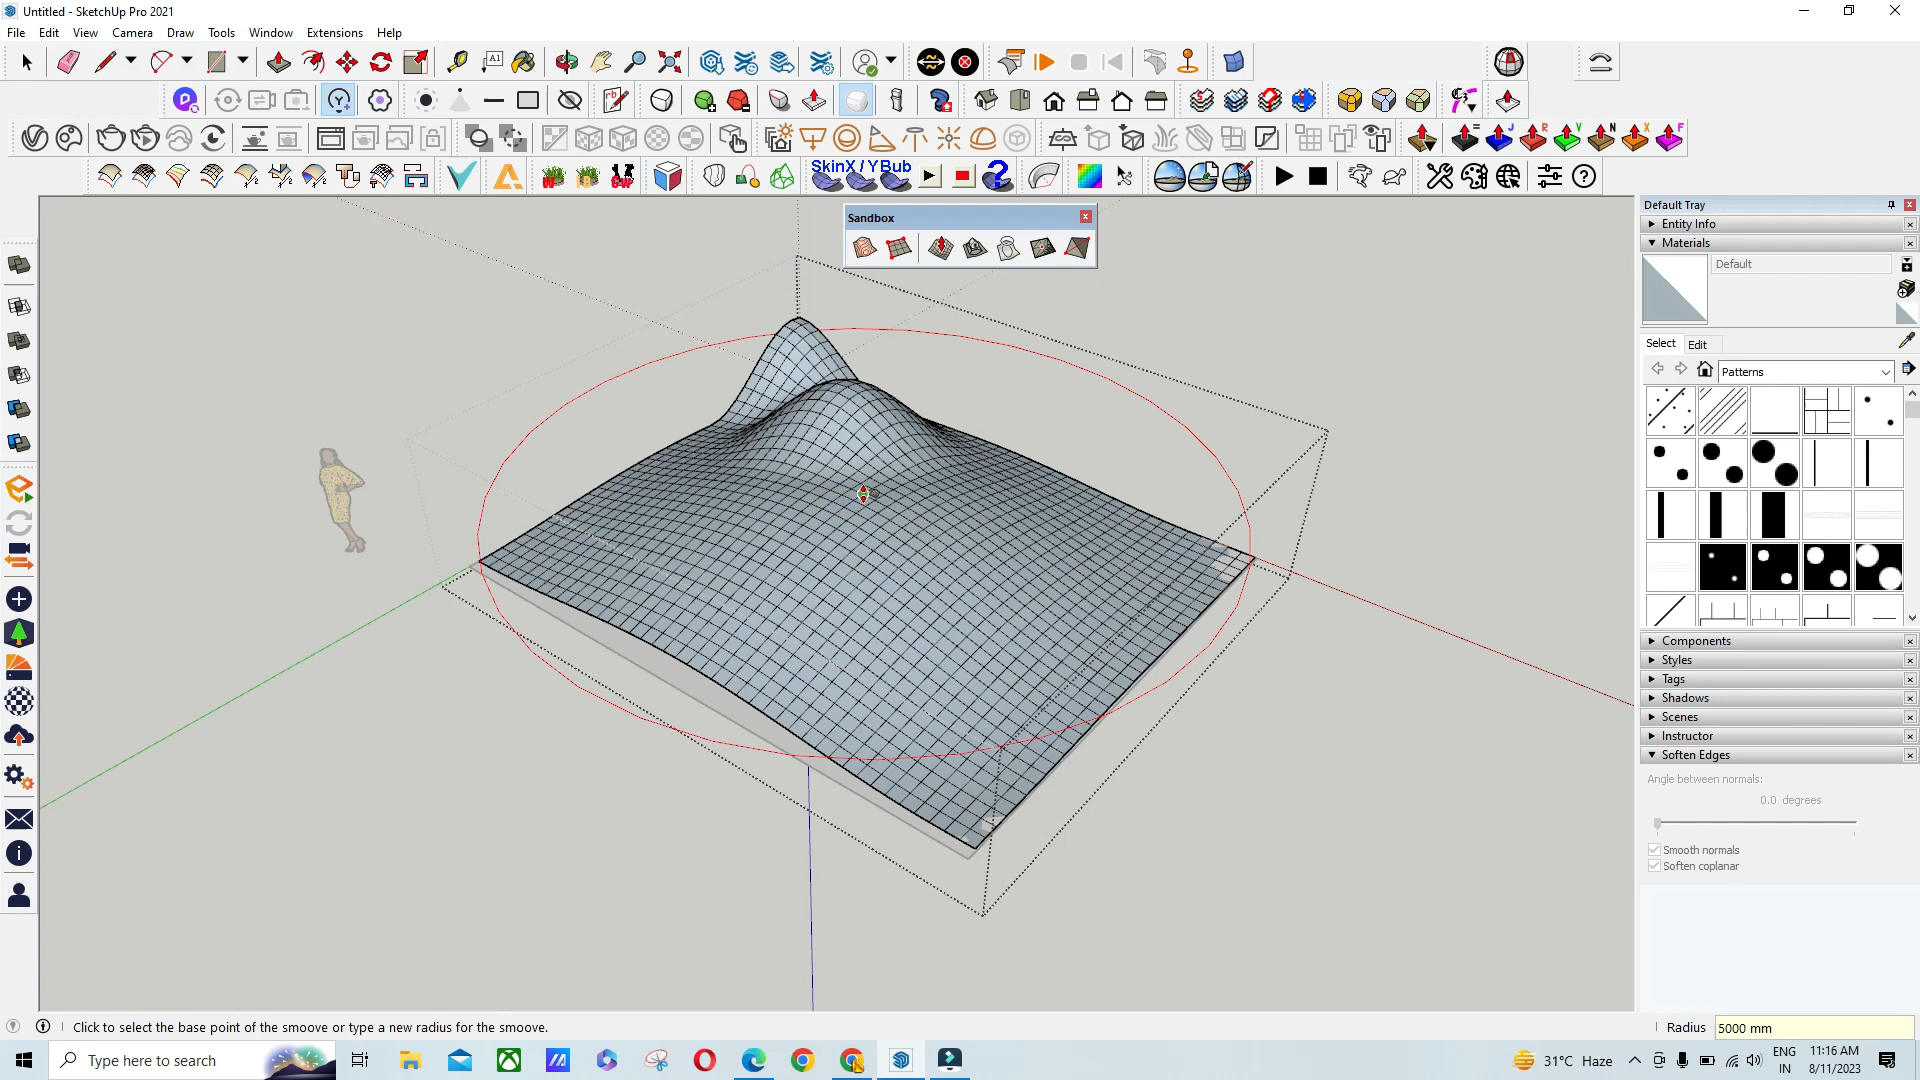 Untitled - SketchUp Pro 2021
File Edit View Camera Draw Tools Window Extensions Help
A1
SkinX / YBub
Sandbox
Default Tray
Entity Info
Materials
Default
Select Edit
Patterns
Components
Styles
Tags
Shadows
Scenes
Instructor
Soften Edges
Angle between normals:
0.0 degrees
Smooth normals
Soften coplanar
Click to select the base point of the smoove or type a new radius for the smoove.
Radius 5000 mm
Type here to search
31°C Haze
ENG
IN
11:16 AM
8/11/2023